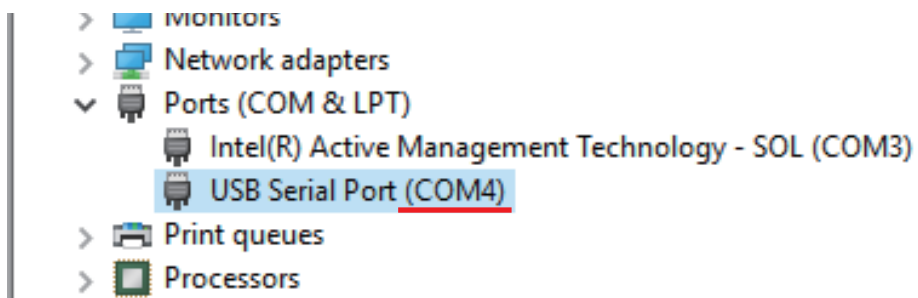 Monitors
Network adapters
Ports (COM & LPT)
Intel(R) Active Management Technology - SOL (COM3)
USB Serial Port (COM4)
Print queues
Processors